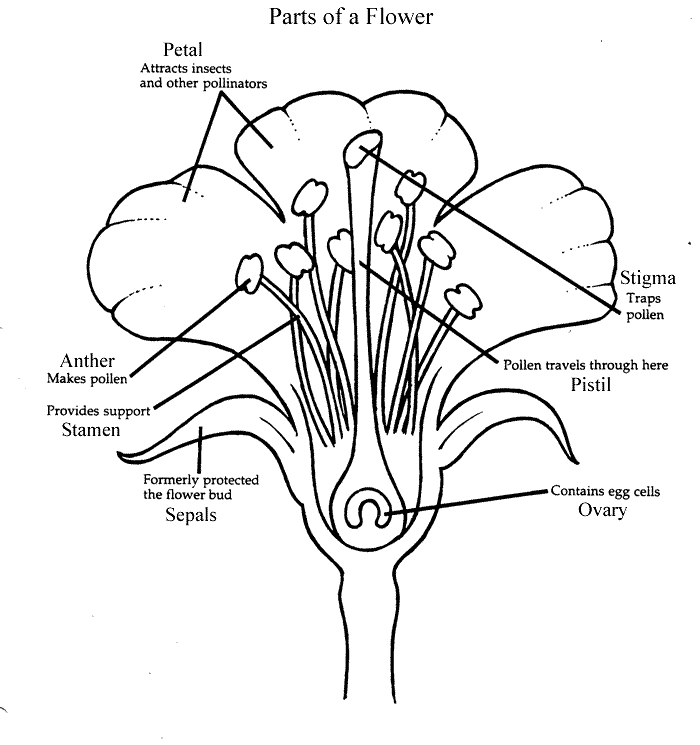 Parts of a Flower
Petal
Attracts insects
and other pollinators
Stigma
Traps
pollen
Anther
Makes pollen
Pollen travels through here
Pistil
Provides support
Stamen
Formerly protected
the flower bud
Sepals
Contains egg cells
Ovary